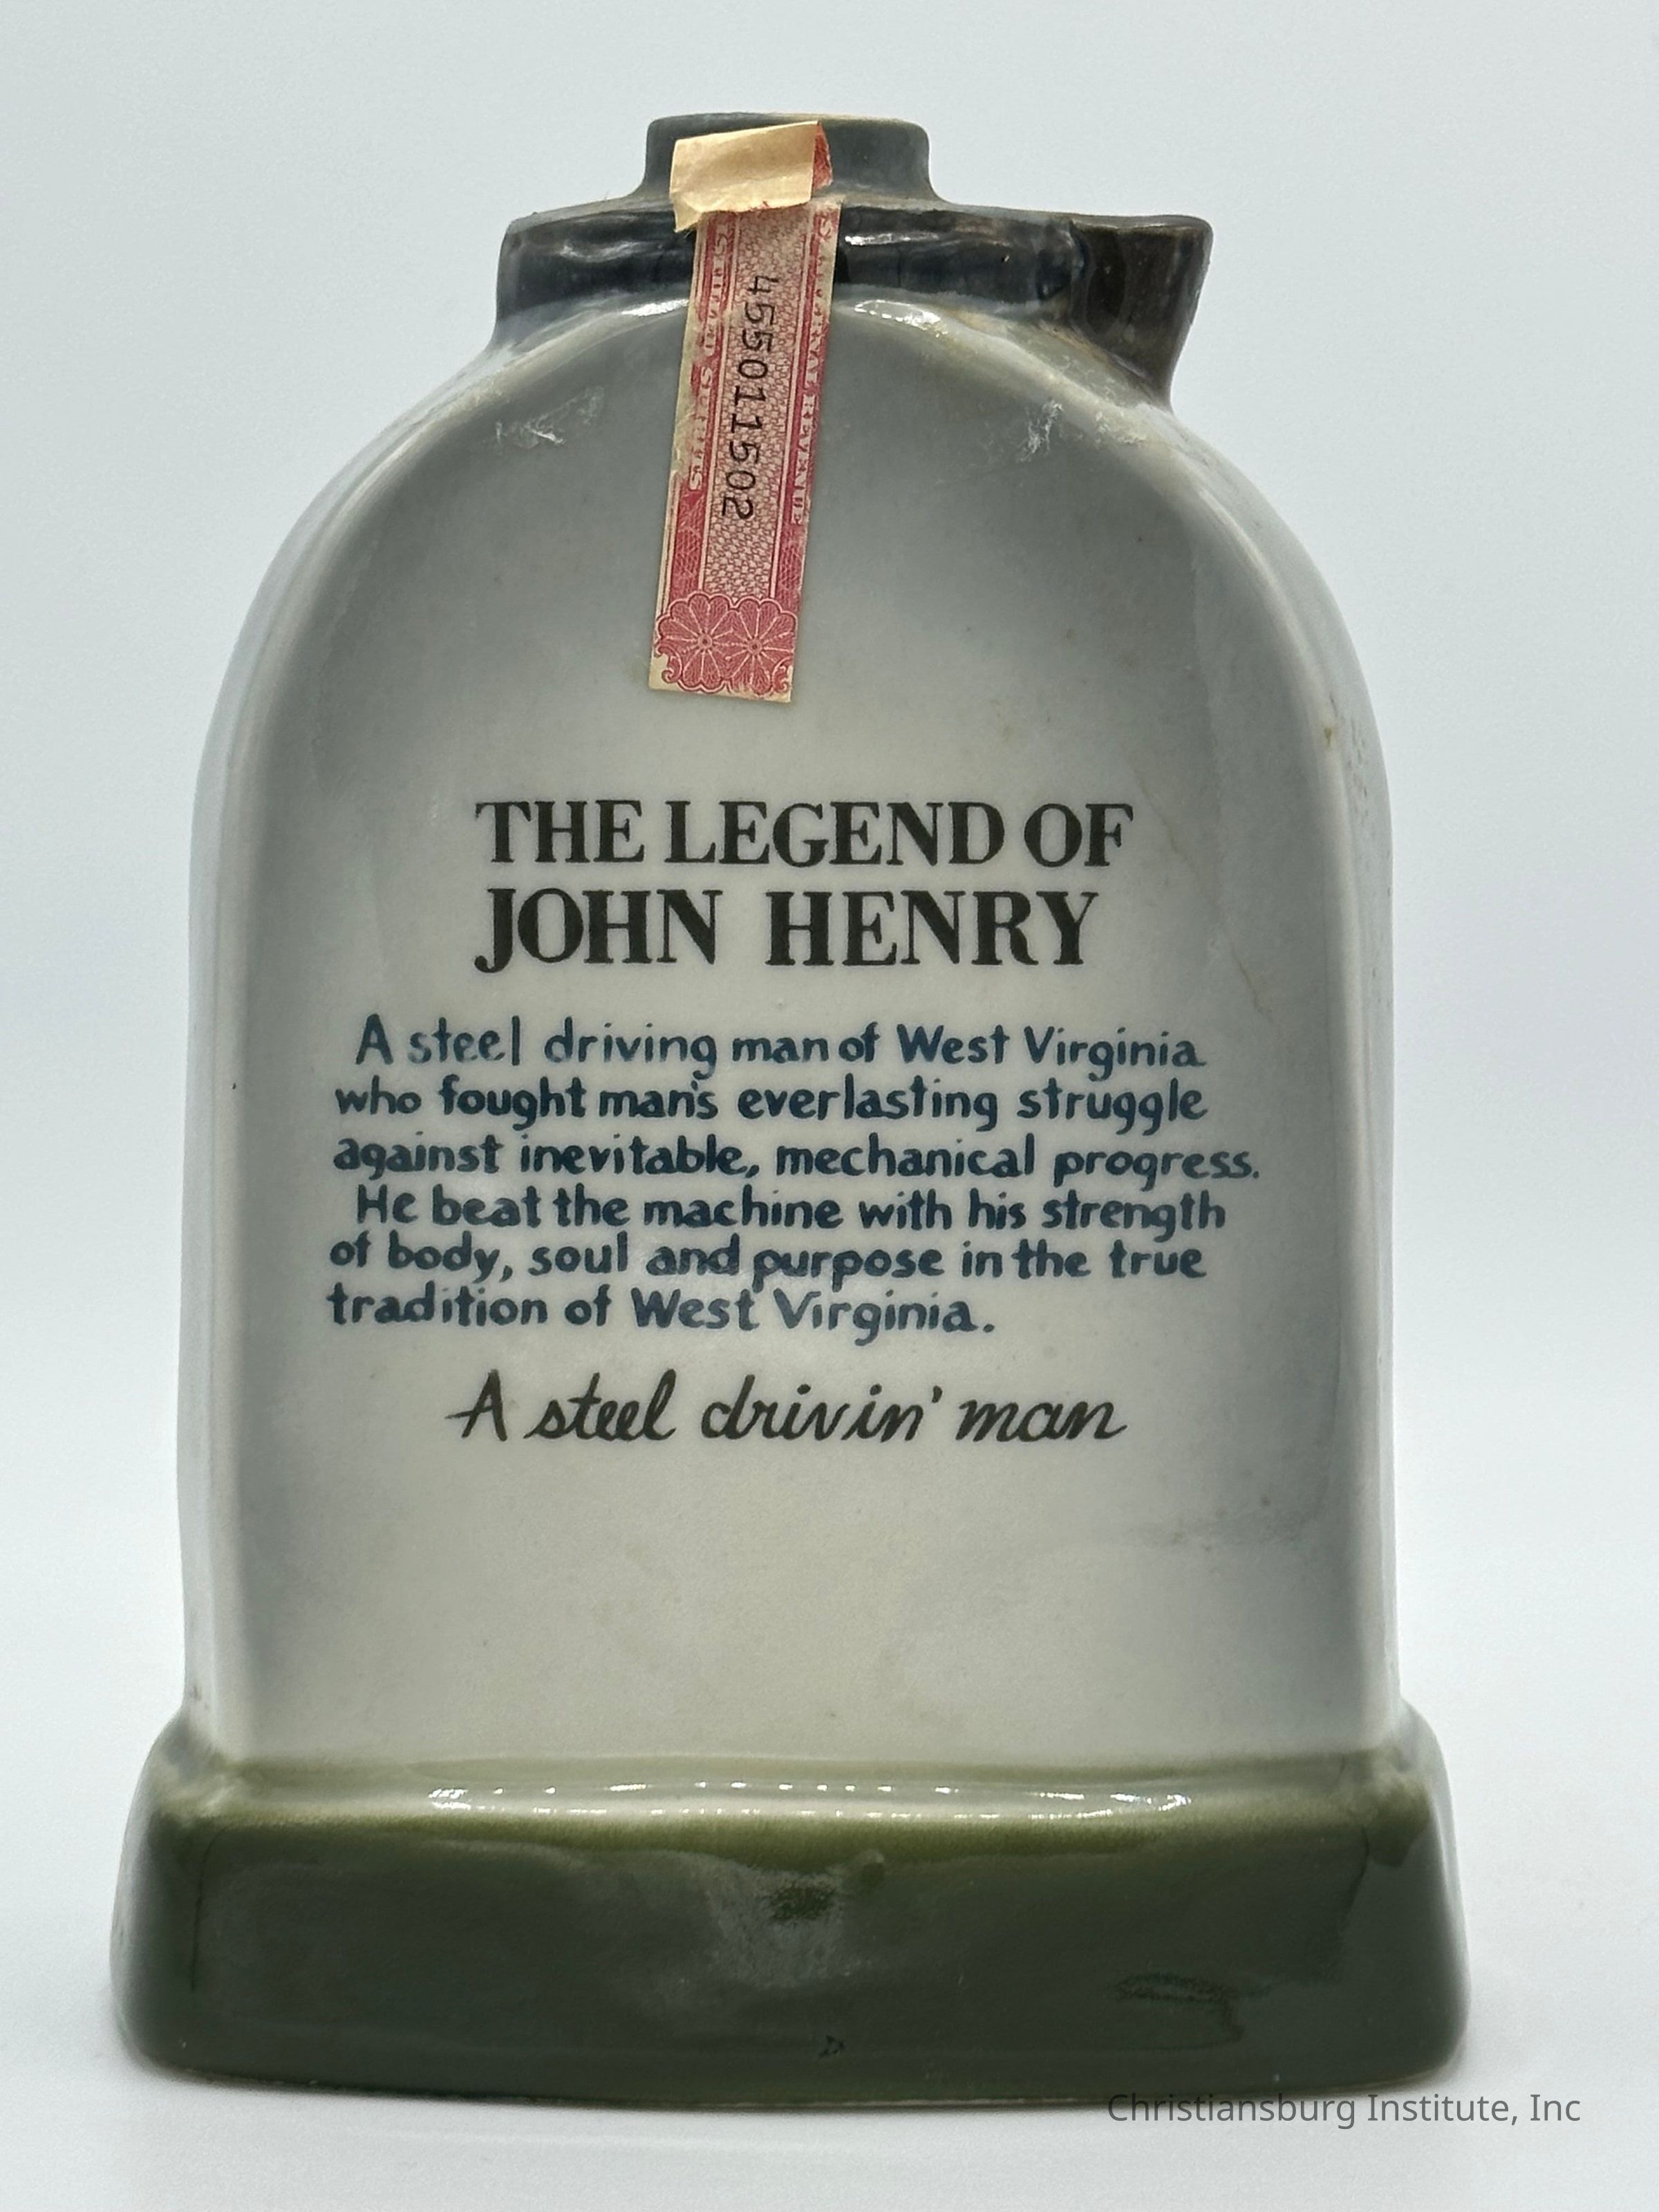 4550011502
THE LEGEND OF
JOHN HENRY
A steel driving man of West Virginia
who fought man's everlasting struggle
against inevitable, mechanical progress.
He beat the machine with his strength
of body, soul and purpose in the true
tradition of West Virginia.
A steel drivin' man
Christiansburg Institute, Inc